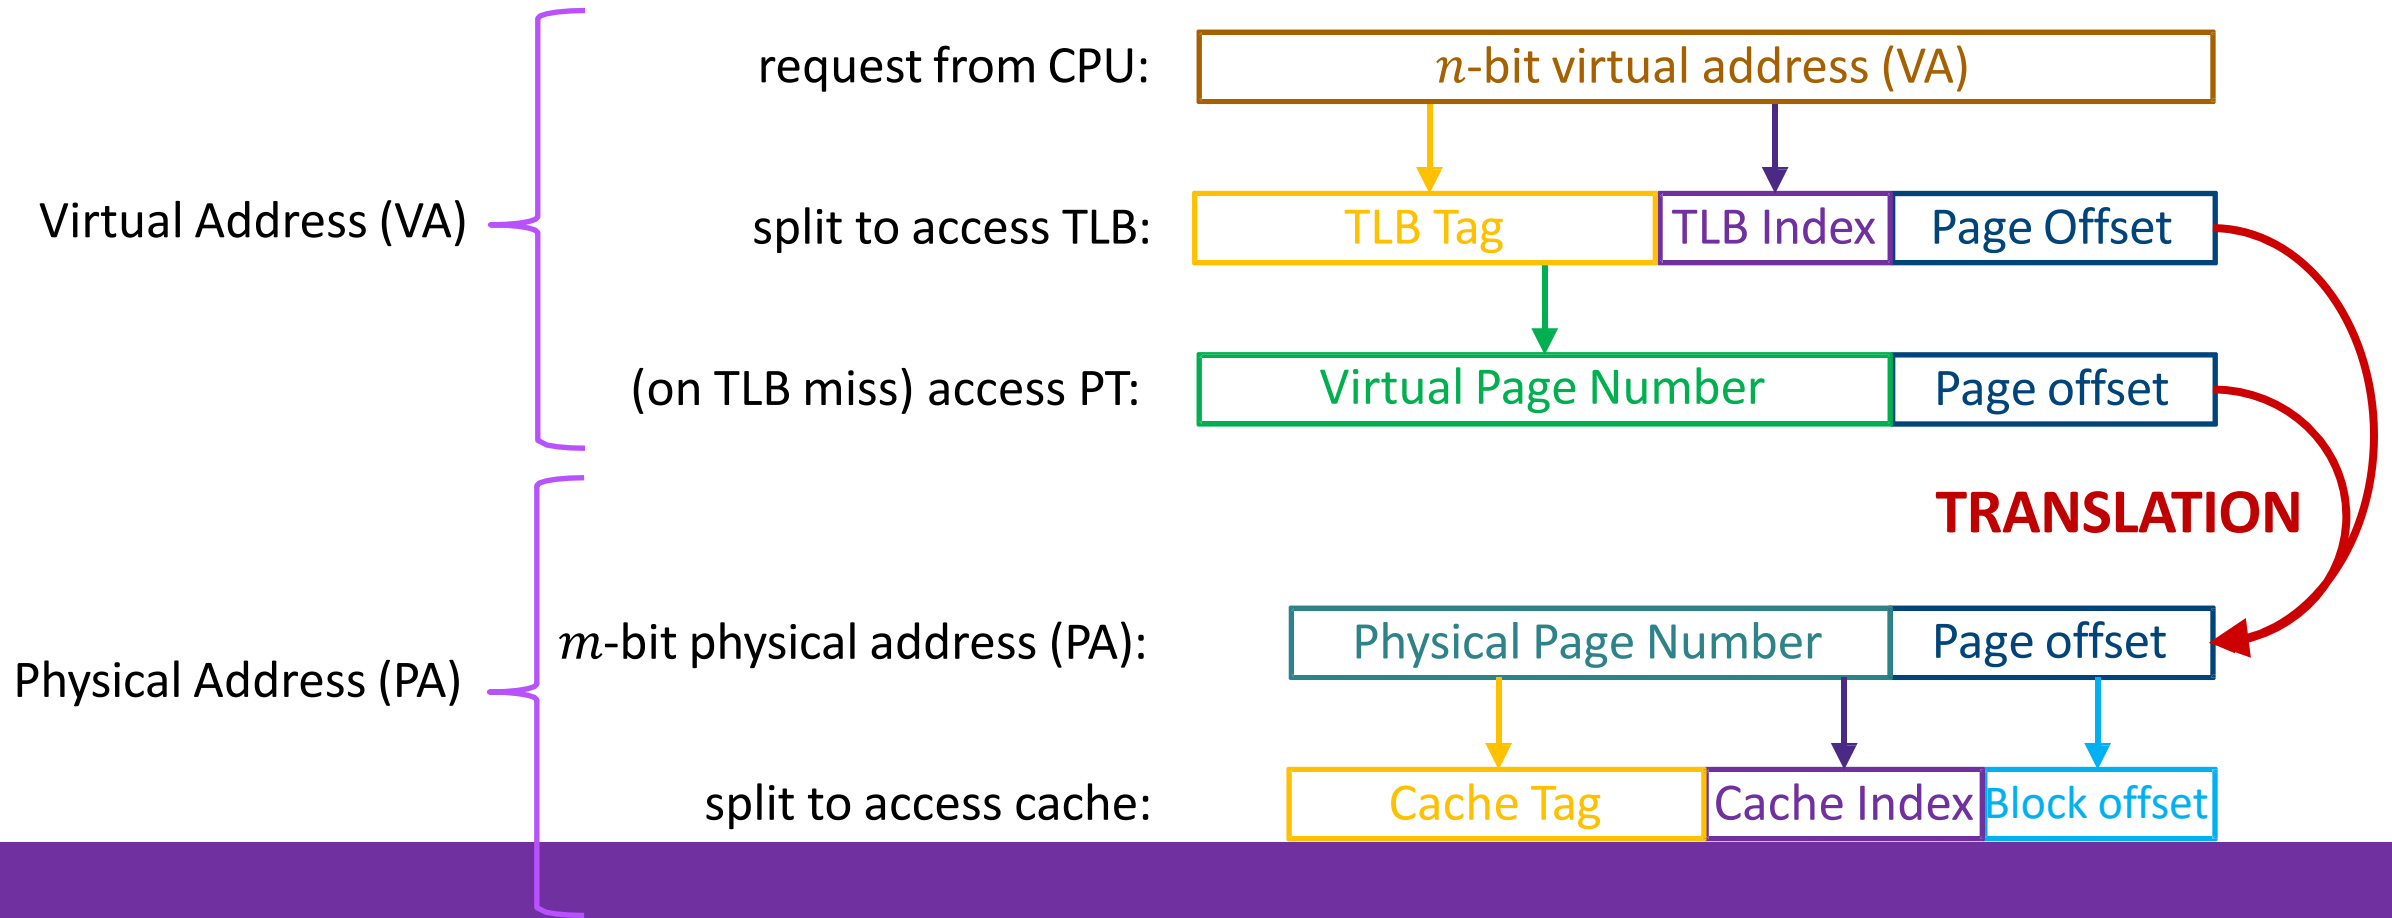 request from CPU: n-bit virtual address (VA)
Virtual Address (VA)
split to access TLB: TLB Tag TLB Index Page Offset
(on TLB miss) access PT: Virtual Page Number Page offset
TRANSLATION
m-bit physical address (PA): Physical Page Number Page offset
Physical Address (PA)
split to access cache: Cache Tag Cache Index Block offset